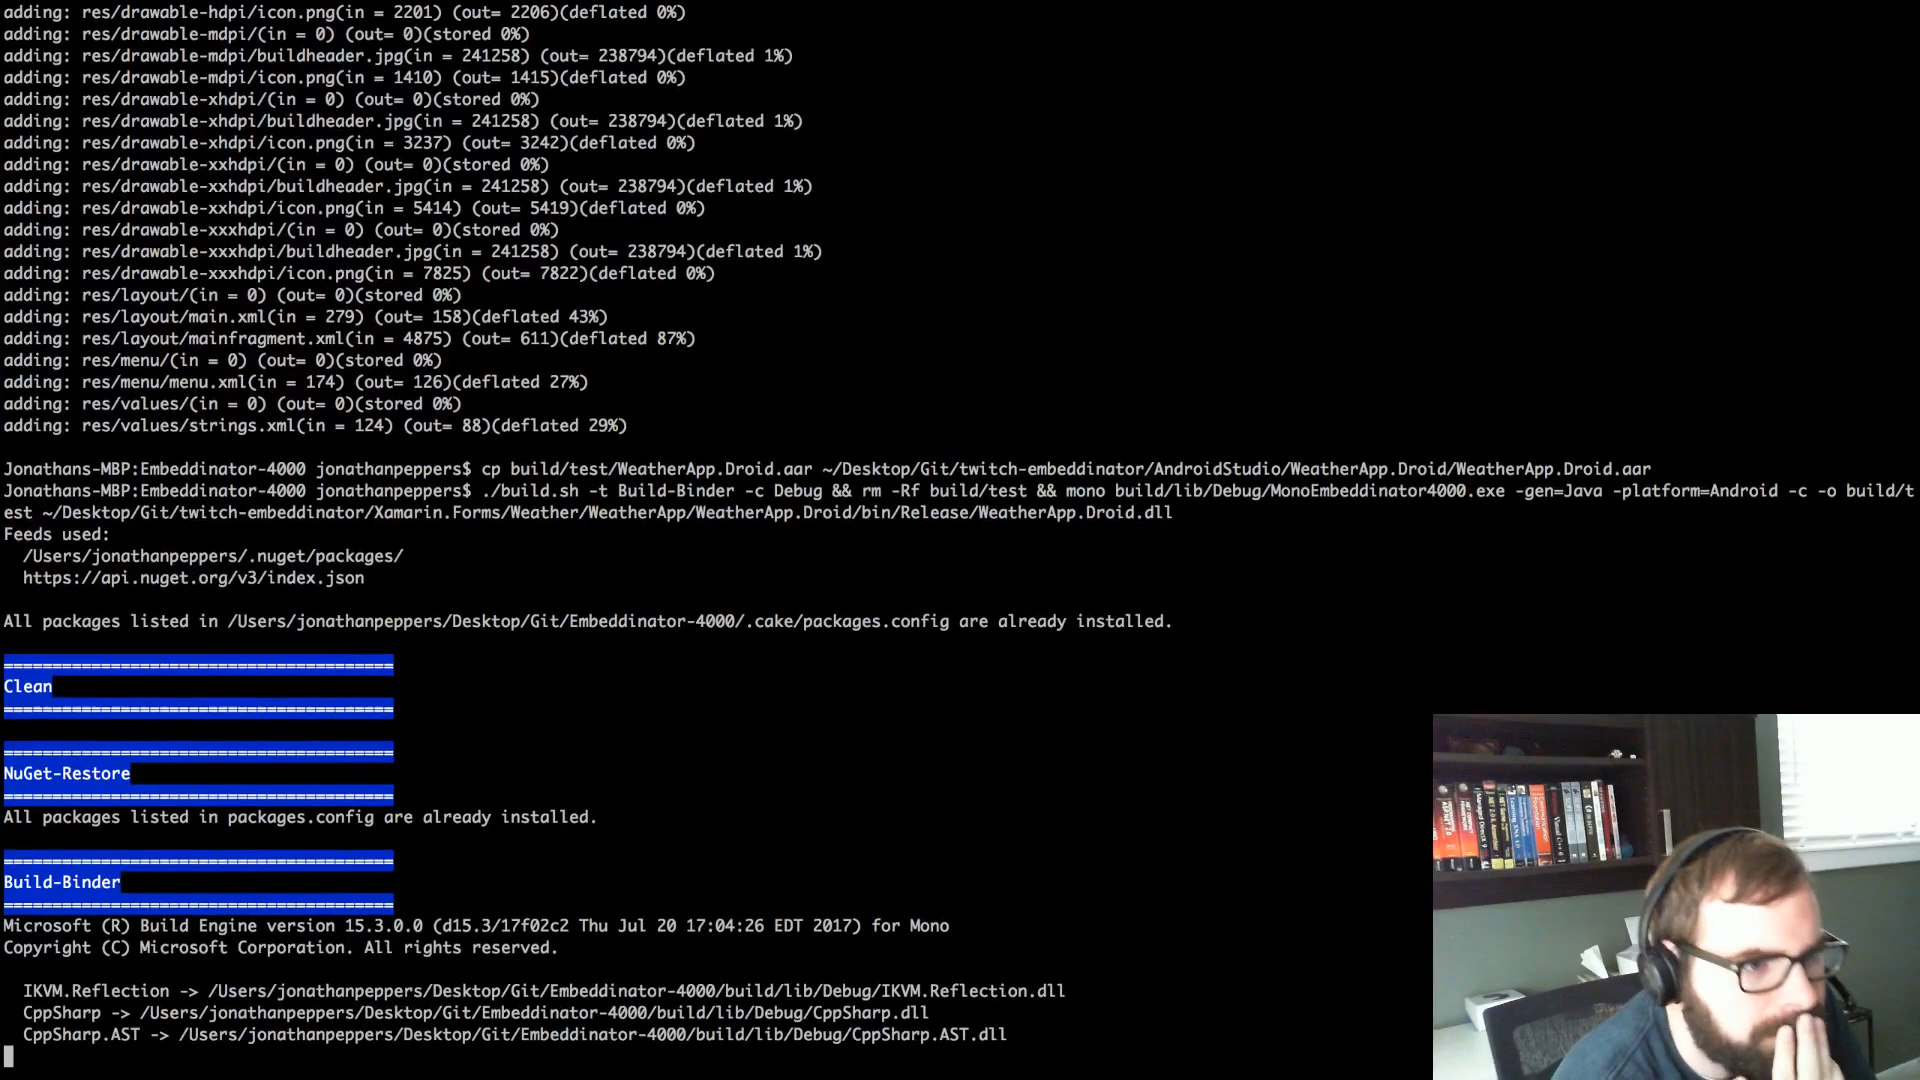 adding: res/drawable-hdpi/icon.png(in = 2201) (out= 2206)(deflated 0%)
adding: res/drawable-mdpi/(in = 0) (out= 0)(stored 0%)
adding: res/drawable-mdpi/buildheader.jpg(in = 241258) (out= 238794)(deflated 1%)
adding: res/drawable-mdpi/icon.png(in = 1410) (out= 1415)(deflated 0%)
adding: res/drawable-xhdpi/(in = 0) (out= 0)(stored 0%)
adding: res/drawable-xhdpi/buildheader.jpg(in = 241258) (out= 238794)(deflated 1%)
adding: res/drawable-xhdpi/icon.png(in = 3237) (out= 3242)(deflated 0%)
adding: res/drawable-xxhdpi/(in = 0) (out= 0)(stored 0%)
adding: res/drawable-xxhdpi/buildheader.jpg(in = 241258) (out= 238794)(deflated 1%)
adding: res/drawable-xxhdpi/icon.png(in = 5414) (out= 5419)(deflated 0%)
adding: res/drawable-xxxhdpi/(in = 0) (out= 0)(stored 0%)
adding: res/drawable-xxxhdpi/buildheader.jpg(in = 241258) (out= 238794)(deflated 1%)
adding: res/drawable-xxxhdpi/icon.png(in = 7825) (out= 7822)(deflated 0%)
adding: res/layout/(in = 0) (out= 0)(stored 0%)
adding: res/layout/main.xml(in = 279) (out= 158)(deflated 43%)
adding: res/layout/mainfragment.xml(in = 4875) (out= 611)(deflated 87%)
adding: res/menu/(in = 0) (out= 0)(stored 0%)
adding: res/menu/menu.xml(in = 174) (out= 126)(deflated 27%)
adding: res/values/(in = 0) (out= 0)(stored 0%)
adding: res/values/strings.xml(in = 124) (out= 88)(deflated 29%)
Jonathans-MBP:Embeddinator-4000 jonathanpeppers$ cp build/test/WeatherApp.Droid.aar ~/Desktop/Git/twitch-embeddinator/AndroidStudio/WeatherApp.Droid/WeatherApp.Droid.aar
Jonathans-MBP:Embeddinator-4000 jonathanpeppers$ ./build.sh -t Build-Binder -c Debug && rm -Rf build/test && mono build/lib/Debug/MonoEmbeddinator4000.exe -gen=Java -platform=Android -c -o build/t
est ~/Desktop/Git/twitch-embeddinator/Xamarin.Forms/Weather/WeatherApp/WeatherApp.Droid/bin/Release/WeatherApp.Droid.dll
Feeds used:
/Users/jonathanpeppers/.nuget/packages/
https://api.nuget.org/v3/index.json
All packages listed in /Users/jonathanpeppers/Desktop/Git/Embeddinator-4000/.cake/packages.config are already installed.
========================================
Clean
========================================
========================================
NuGet-Restore
========================================
All packages listed in packages.config are already installed.
========================================
Build-Binder
========================================
Microsoft (R) Build Engine version 15.3.0.0 (d15.3/17f02c2 Thu Jul 20 17:04:26 EDT 2017) for Mono
Copyright (C) Microsoft Corporation. All rights reserved.
IKVM.Reflection -> /Users/jonathanpeppers/Desktop/Git/Embeddinator-4000/build/lib/Debug/IKVM.Reflection.dll
CppSharp -> /Users/jonathanpeppers/Desktop/Git/Embeddinator-4000/build/lib/Debug/CppSharp.dll
CppSharp.AST -> /Users/jonathanpeppers/Desktop/Git/Embeddinator-4000/build/lib/Debug/CppSharp.AST.dll